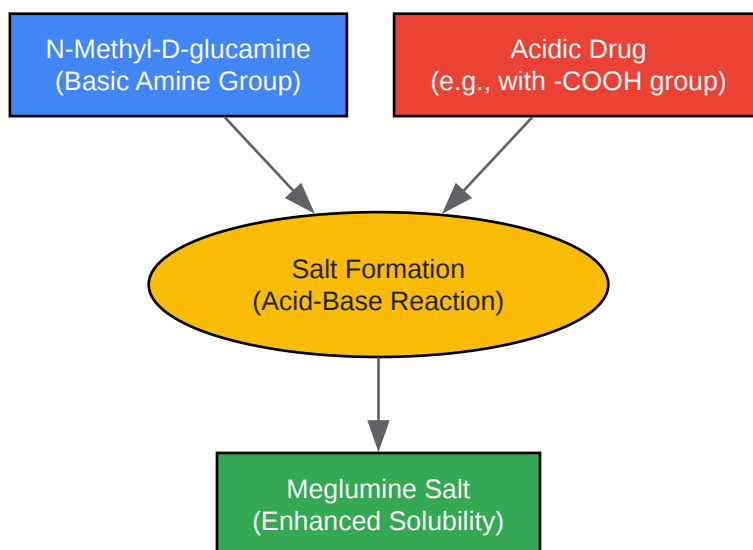 N-Methyl-D-glucamine
(Basic Amine Group)
Acidic Drug
(e.g., with -COOH group)
Salt Formation
(Acid-Base Reaction)
Meglumine Salt
(Enhanced Solubility)